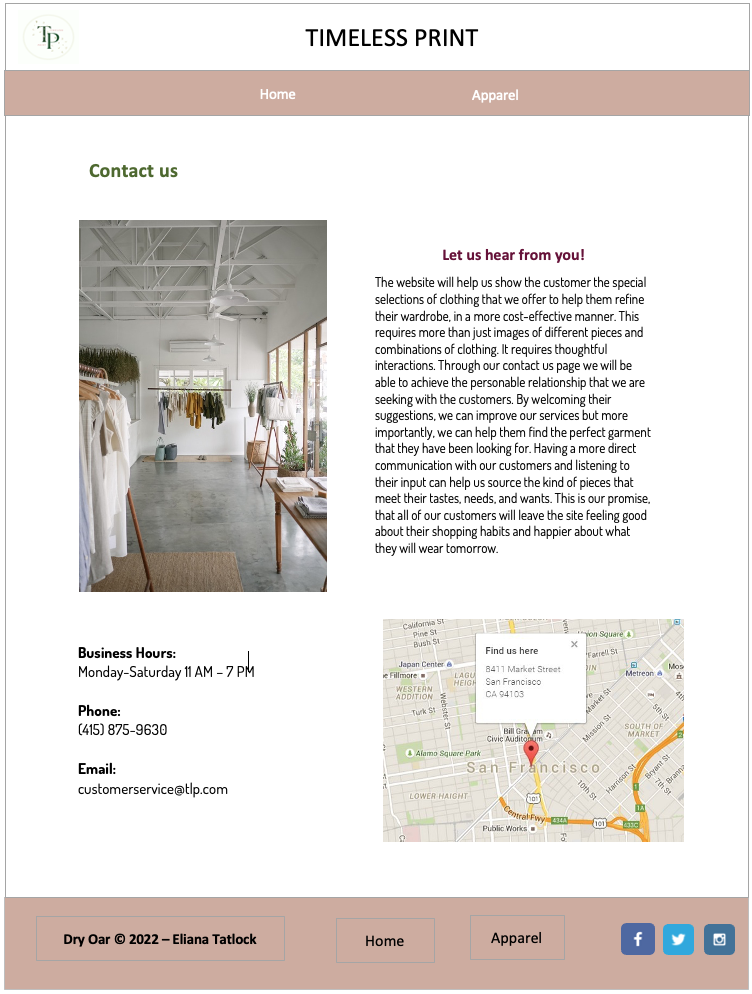 TP
TIMELESS PRINT
Home
Apparel
Contact us
Let us hear from you!
The website will help us show the customer the special
selections of clothing that we offer to help them refine
their wardrobe, in a more cost-effective manner. This
requires more than just images of different pieces and
combinations of clothing. It requires thoughtful
interactions. Through our contact us page we will be
able to achieve the personable relationship that we are
seeking with the customers. By welcoming their
suggestions, we can improve our services but more
importantly, we can help them find the perfect garment
that they have been looking for. Having a more direct
communication with our customers and listening to
their input can help us source the kind of pieces that
meet their tastes, needs, and wants. This is our promise,
that all of our customers will leave the site feeling good
about their shopping habits and happier about what
they will wear tomorrow.
Business Hours:
Monday-Saturday 11 AM – 7 PM
Phone:
(415) 875-9630
Email:
customerservice@tlp.com
California St
Pine St
Bush St
Union Square
Farrell St
Japan Center
Fillmore
Metreon
WESTERN
ADDITION
Webster St
Turk St
Find us here
8411 Market Street
San Francisco
CA 94103
Market St
Mission St
5th St
SOUTH OF
MARKET
Bill Graham
Civic Auditorium
Alamo Square Park
San Francisco
LOWER HAIGHT
Harrison St
Bryant St
10th St
101
1
1A
Central Fwy
434A
101
433C
Public Works
Dry Oar © 2022 – Eliana Tatlock
Home
Apparel